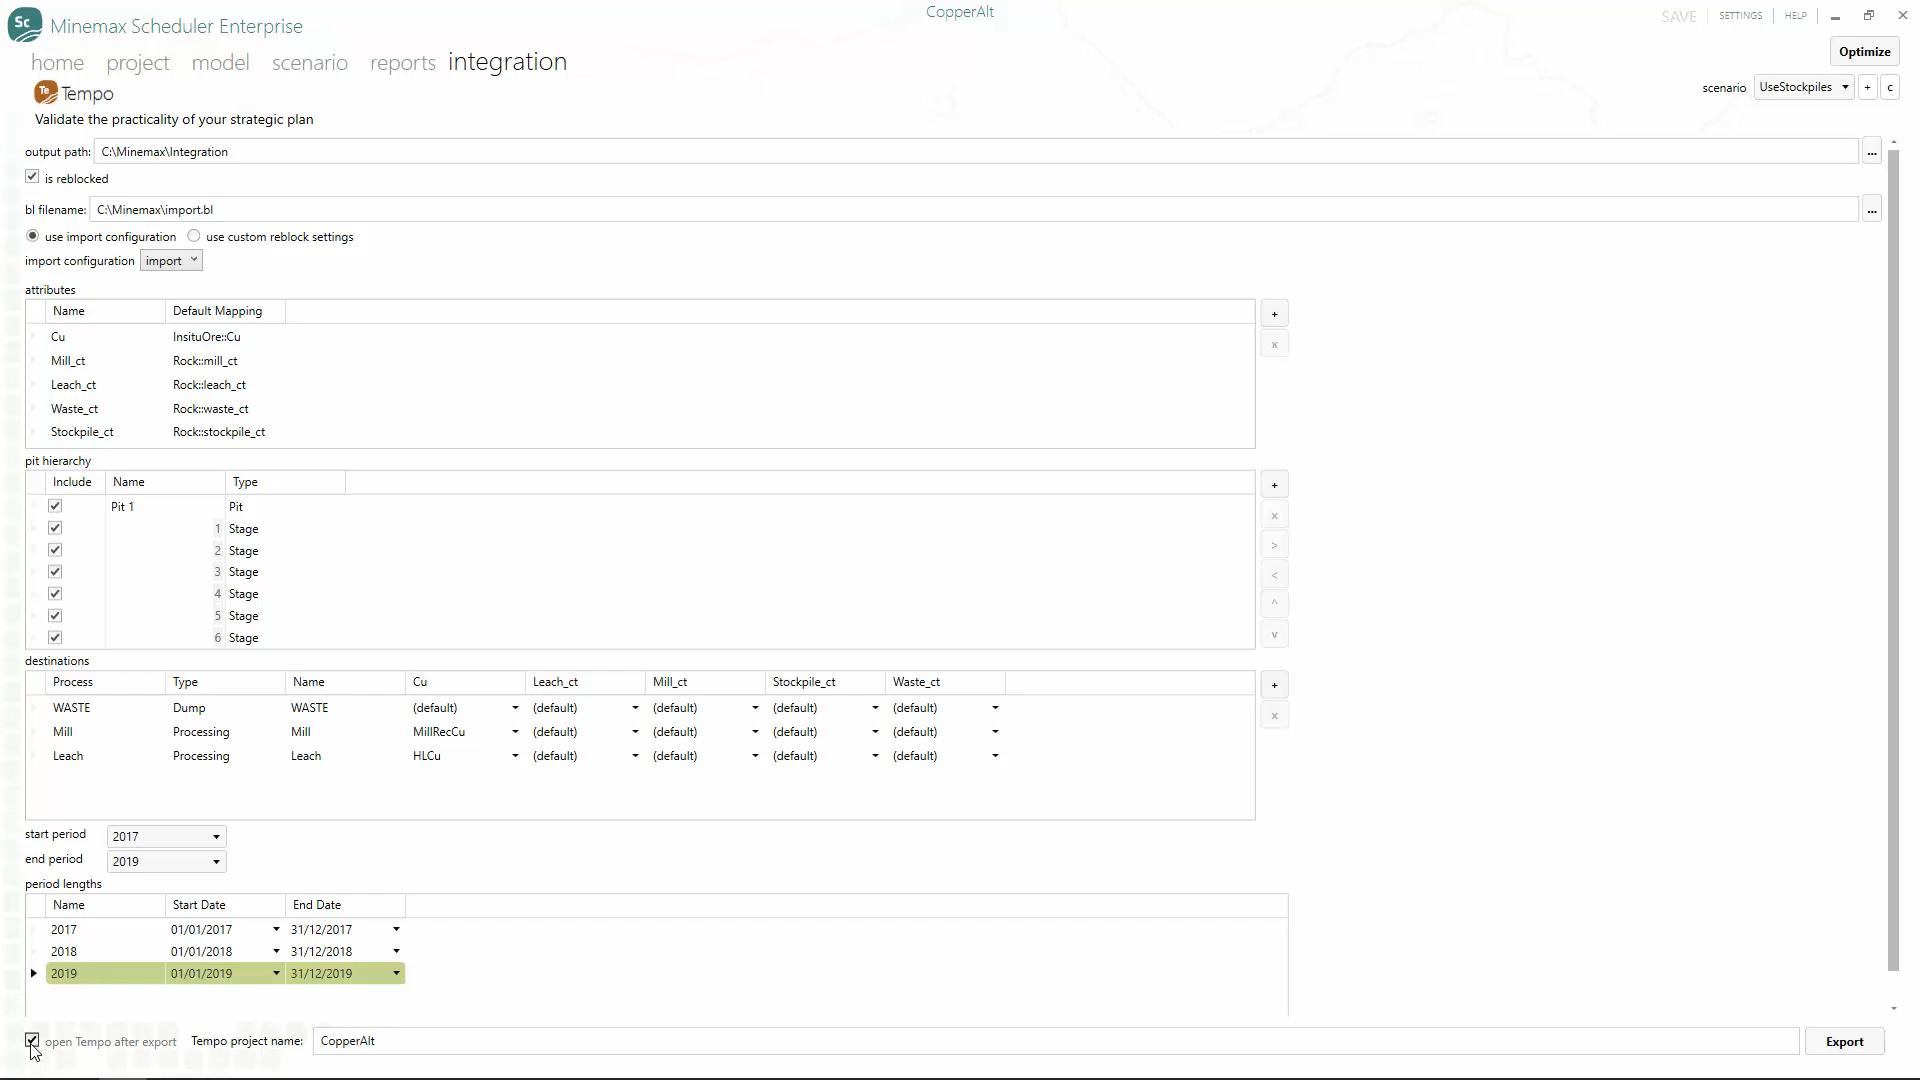 Sc Minemax Scheduler Enterprise
CopperAlt
SAVE SETTINGS HELP
home project model scenario reports integration
Optimize
Te Tempo
scenario UseStockpiles + c
Validate the practicality of your strategic plan
output path: C:\Minemax\Integration ...
is reblocked
bl filename: C:\Minemax\import.bl ...
use import configuration use custom reblock settings
import configuration import
attributes
Name Default Mapping
+
Cu InsituOre::Cu
x
Mill_ct Rock::mill_ct
Leach_ct Rock::leach_ct
Waste_ct Rock::waste_ct
Stockpile_ct Rock::stockpile_ct
pit hierarchy
Include Name Type
+
Pit 1 Pit
x
1 Stage
2 Stage
>
3 Stage
<
4 Stage
^
5 Stage
6 Stage
v
destinations
Process Type Name Cu Leach_ct Mill_ct Stockpile_ct Waste_ct
+
WASTE Dump WASTE (default) (default) (default) (default) (default)
x
Mill Processing Mill MillRecCu (default) (default) (default) (default)
Leach Processing Leach HLCu (default) (default) (default) (default)
start period 2017
end period 2019
period lengths
Name Start Date End Date
2017 01/01/2017 31/12/2017
2018 01/01/2018 31/12/2018
2019 01/01/2019 31/12/2019
open Tempo after export Tempo project name: CopperAlt Export